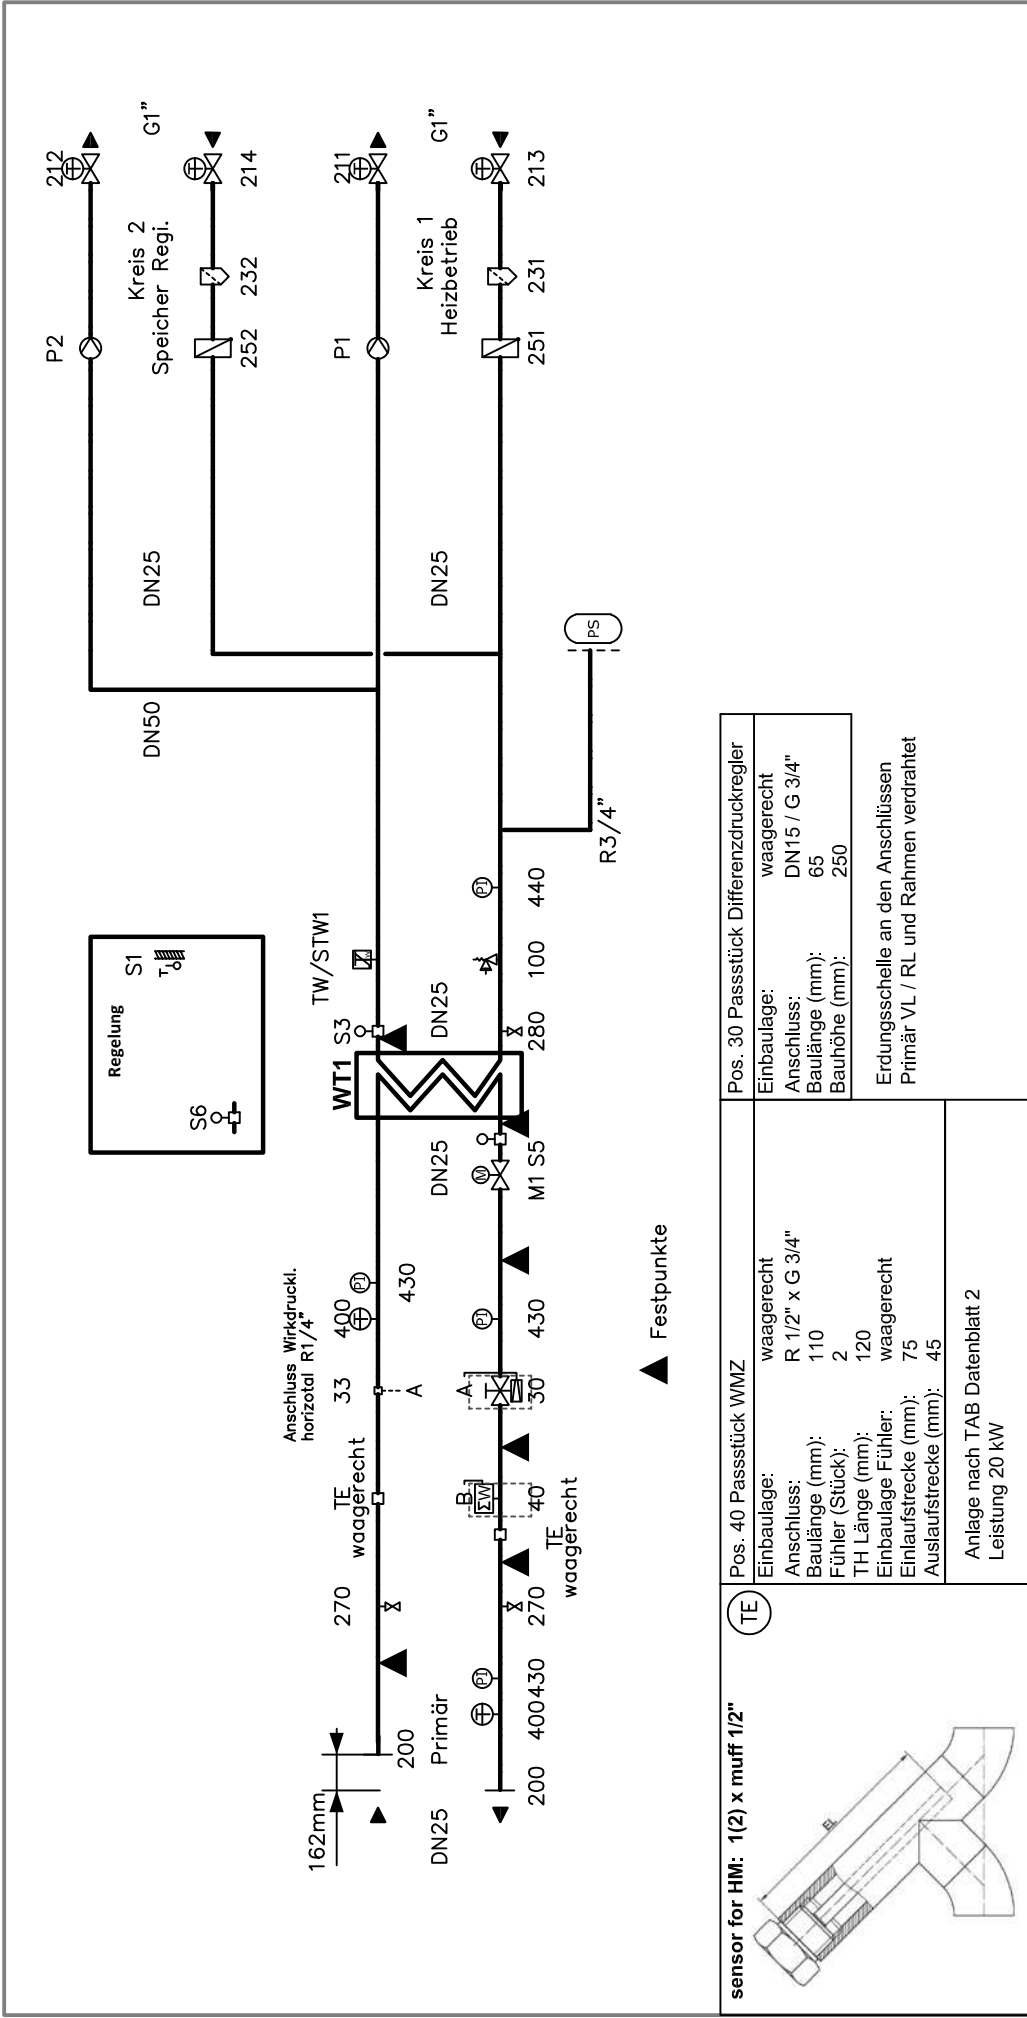 162mm
DN25
Primär
200
200
400
430
270
270
TE
waagerecht
TE
waagerecht
B
ΣW
40
33
A
A
30
Anschluss Wirkdruckl.
horizotal R1/4"
400
T
PI
430
PI
430
T
PI
M
M1
S5
DN25
WT1
S3
DN25
280
TW/STW1
100
PI
440
R3/4"
PS
Regelung
S6
S1
T
DN50
DN25
DN25
P2
Kreis 2
Speicher Regi.
252
232
212
T
G1"
T
214
P1
Kreis 1
Heizbetrieb
251
231
211
T
G1"
T
213
Festpunkte
sensor for HM: 1(2) x muff 1/2"
TE
Pos. 40 Passstück WMZ
Einbaulage: waagerecht
Anschluss: R 1/2" x G 3/4"
Baulänge (mm): 110
Fühler (Stück): 2
TH Länge (mm): 120
Einbaulage Fühler: waagerecht
Einlaufstrecke (mm): 75
Auslaufstrecke (mm): 45
Anlage nach TAB Datenblatt 2
Leistung 20 kW
Pos. 30 Passstück Differenzdruckregler
Einbaulage: waagerecht
Anschluss: DN15 / G 3/4"
Baulänge (mm): 65
Bauhöhe (mm): 250
Erdungsschelle an den Anschlüssen
Primär VL / RL und Rahmen verdrahtet